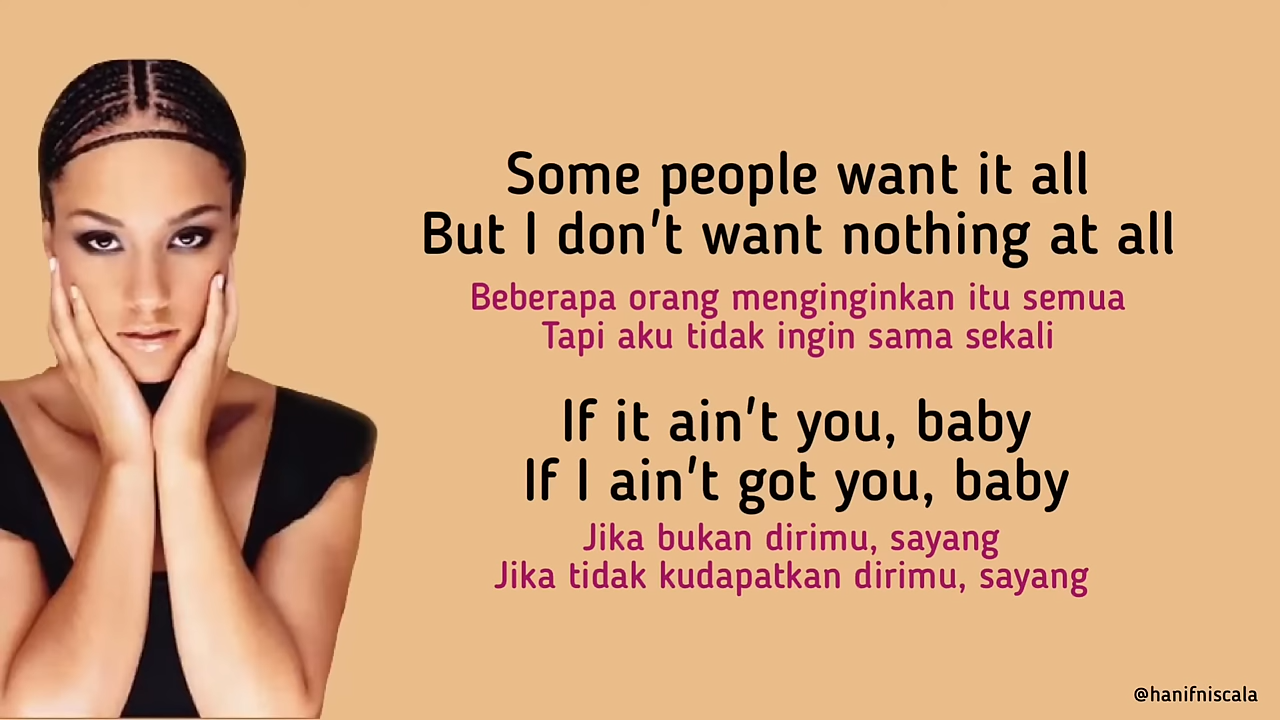 Some people want it all
But I don't want nothing at all
Beberapa orang menginginkan itu semua
Tapi aku tidak ingin sama sekali
If it ain't you, baby
If I ain't got you, baby
Jika bukan dirimu, sayang
Jika tidak kudapatkan dirimu, sayang
@hanifniscala